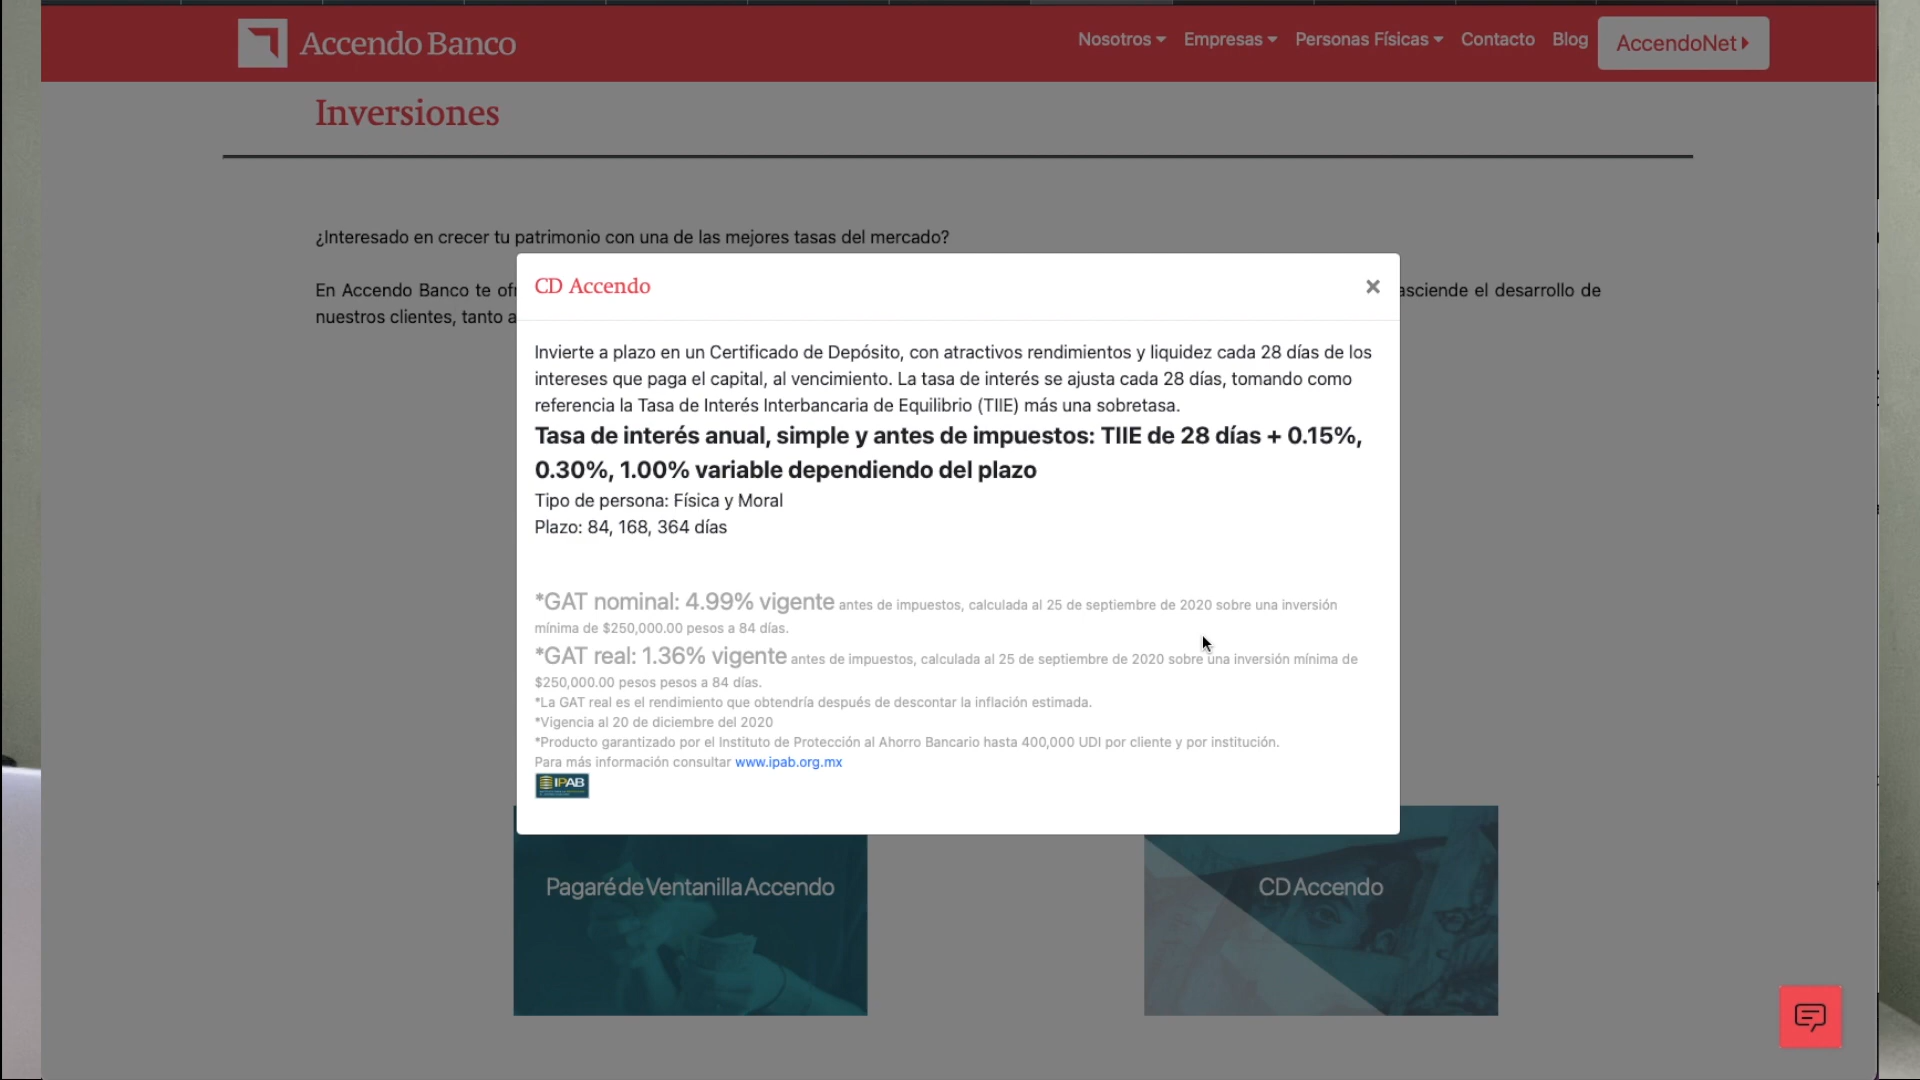 Accendo Banco
Nosotros Empresas Personas Físicas Contacto Blog AccendoNet
Inversiones
¿Interesado en crecer tu patrimonio con una de las mejores tasas del mercado?
En Accendo Banco te asciende el desarrollo de
nuestros clientes, tanto
CD Accendo ×
Invierte a plazo en un Certificado de Depósito, con atractivos rendimientos y liquidez cada 28 días de los
intereses que paga el capital, al vencimiento. La tasa de interés se ajusta cada 28 días, tomando como
referencia la Tasa de Interés Interbancaria de Equilibrio (TIIE) más una sobretasa.
Tasa de interés anual, simple y antes de impuestos: TIIE de 28 días + 0.15%,
0.30%, 1.00% variable dependiendo del plazo
Tipo de persona: Física y Moral
Plazo: 84, 168, 364 días
*GAT nominal: 4.99% vigente antes de impuestos, calculada al 25 de septiembre de 2020 sobre una inversión
mínima de $250,000.00 pesos a 84 días.
*GAT real: 1.36% vigente antes de impuestos, calculada al 25 de septiembre de 2020 sobre una inversión mínima de
$250,000.00 pesos pesos a 84 días.
*La GAT real es el rendimiento que obtendría después de descontar la inflación estimada.
*Vigencia al 20 de diciembre del 2020
*Producto garantizado por el Instituto de Protección al Ahorro Bancario hasta 400,000 UDI por cliente y por institución.
Para más información consultar www.ipab.org.mx
IPAB
Pagaré de Ventanilla Accendo
CD Accendo